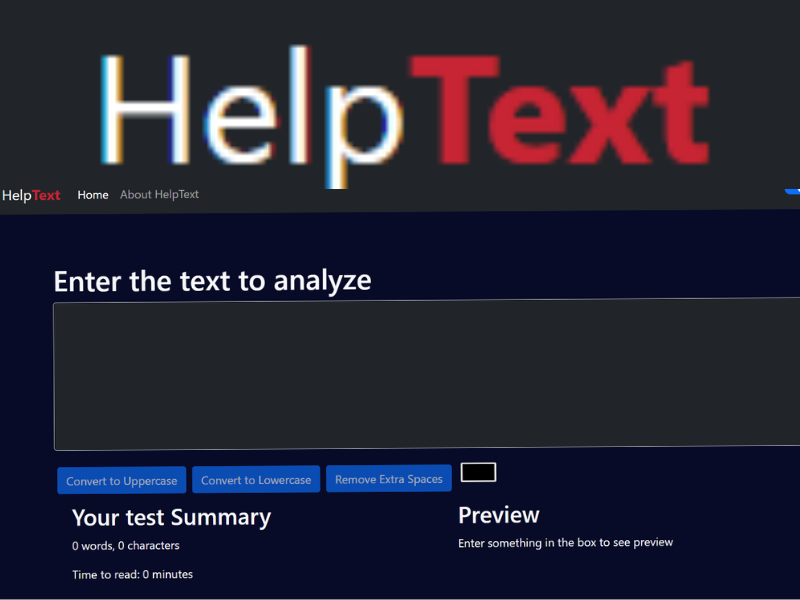 HelpText
HelpText Home About HelpText
Enter the text to analyze
Convert to Uppercase Convert to Lowercase Remove Extra Spaces
Your test Summary
0 words, 0 characters
Time to read: 0 minutes
Preview
Enter something in the box to see preview